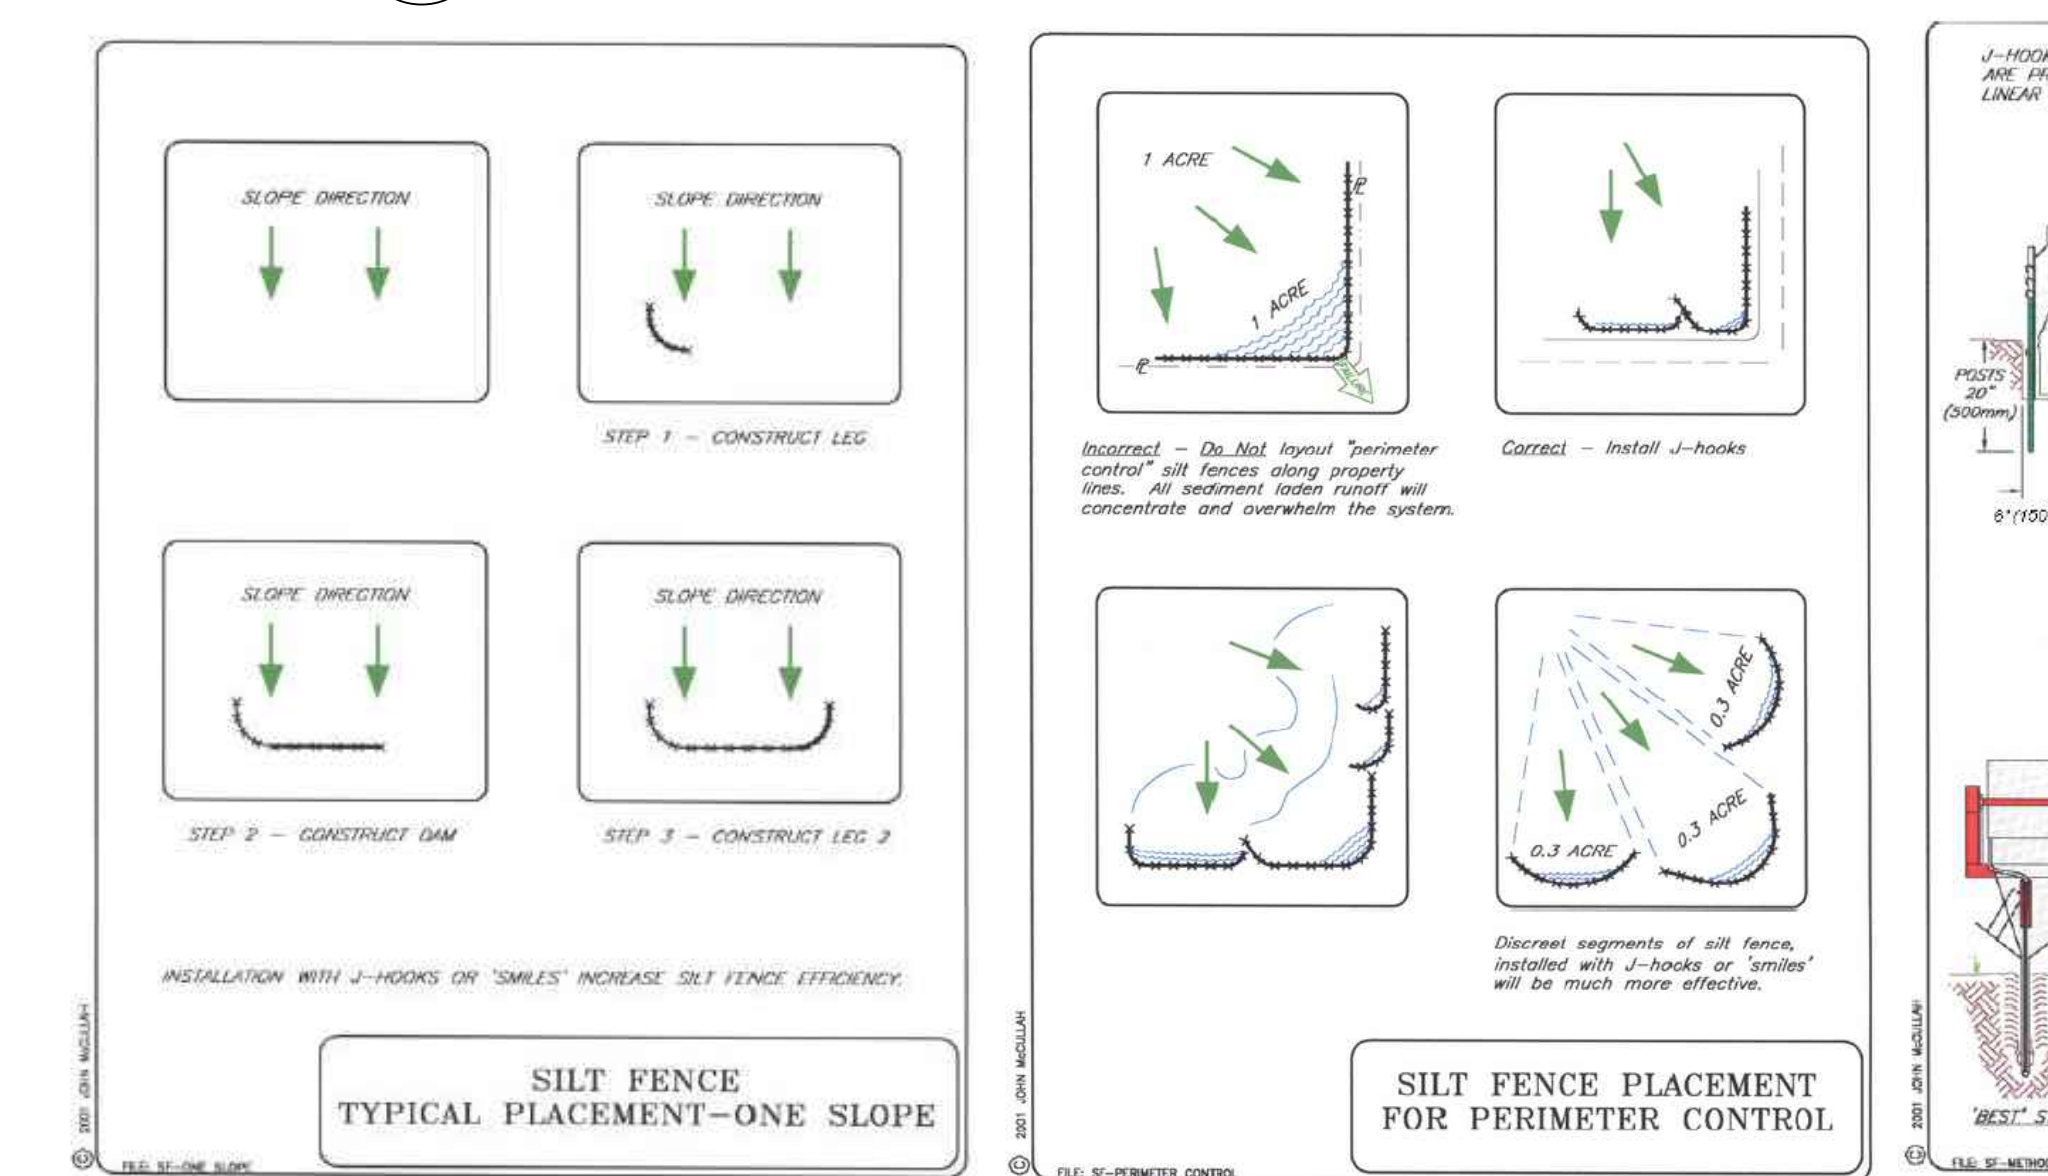 SLOPE DIRECTION
SLOPE DIRECTION
STEP 1 - CONSTRUCT LEG
SLOPE DIRECTION
SLOPE DIRECTION
STEP 2 - CONSTRUCT DAM
STEP 3 - CONSTRUCT LEG 2
INSTALLATION WITH J-HOOKS OR 'SMILES' INCREASE SILT FENCE EFFICIENCY.
SILT FENCE
TYPICAL PLACEMENT-ONE SLOPE
© 2001 JOHN McCULLAH
FILE: SF-ONE SLOPE
1 ACRE
PL
1 ACRE
PL
FAILURE
Incorrect - Do Not layout "perimeter
control" silt fences along property
lines. All sediment laden runoff will
concentrate and overwhelm the system.
Correct - Install J-hooks
0.3 ACRE
0.3 ACRE
0.3 ACRE
Discreet segments of silt fence,
installed with J-hooks or 'smiles'
will be much more effective.
SILT FENCE PLACEMENT
FOR PERIMETER CONTROL
© 2001 JOHN McCULLAH
FILE: SF-PERIMETER CONTROL
J-HOOK
ARE
LINEAR
POSTS
20"
(500mm)
6"(150
'BEST'
© 2001 JOHN McCULLAH
FILE: